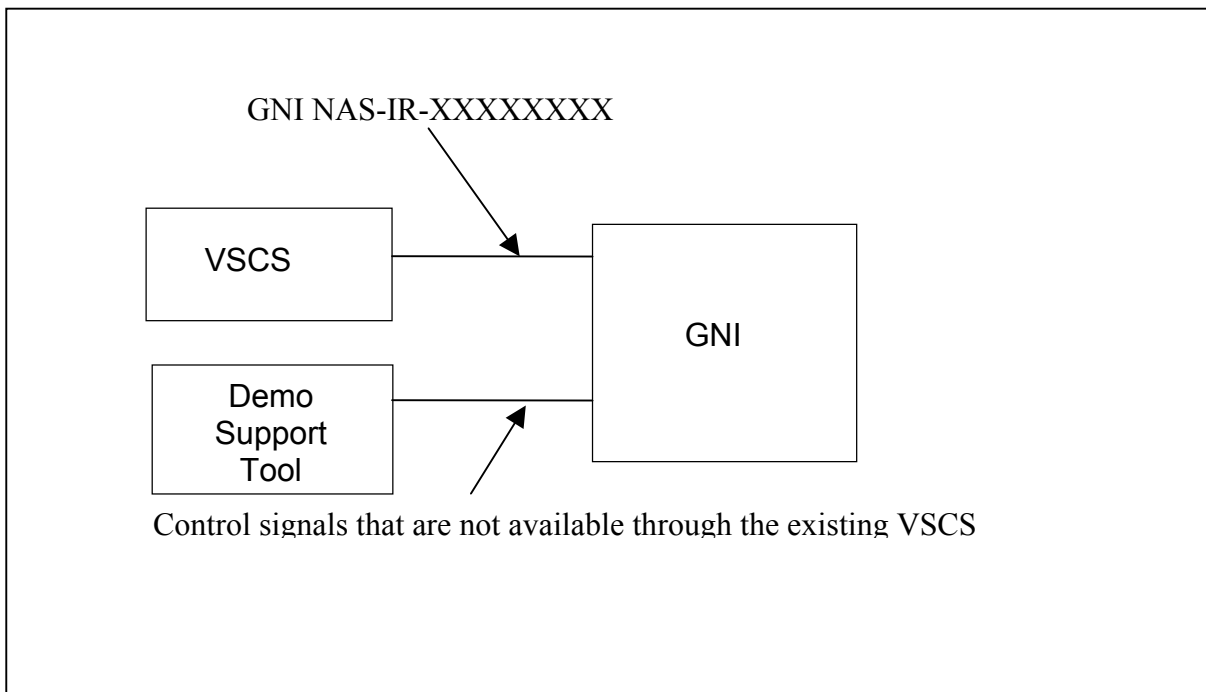 GNI NAS-IR-XXXXXXXX
VSCS
GNI
Demo
Support
Tool
Control signals that are not available through the existing VSCS